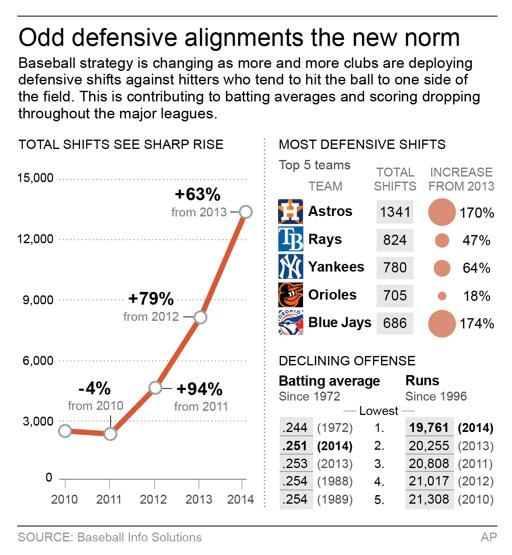 Odd defensive alignments the new norm
Baseball strategy is changing as more and more clubs are deploying
defensive shifts against hitters who tend to hit the ball to one side of
the field. This is contributing to batting averages and scoring dropping
throughout the major leagues.
TOTAL SHIFTS SEE SHARP RISE
15,000
+63%
from 2013
12,000
+79%
from 2012
9,000
6,000
-4%
from 2010
+94%
from 2011
3,000
0
2010 2011 2012 2013 2014
MOST DEFENSIVE SHIFTS
Top 5 teams
TEAM TOTAL SHIFTS INCREASE FROM 2013
Astros 1341 170%
Rays 824 47%
Yankees 780 64%
Orioles 705 18%
Blue Jays 686 174%
DECLINING OFFENSE
Batting average Runs
Since 1972 Since 1996
Lowest
.244 (1972) 1. 19,761 (2014)
.251 (2014) 2. 20,255 (2013)
.253 (2013) 3. 20,808 (2011)
.254 (1988) 4. 21,017 (2012)
.254 (1989) 5. 21,308 (2010)
SOURCE: Baseball Info Solutions AP